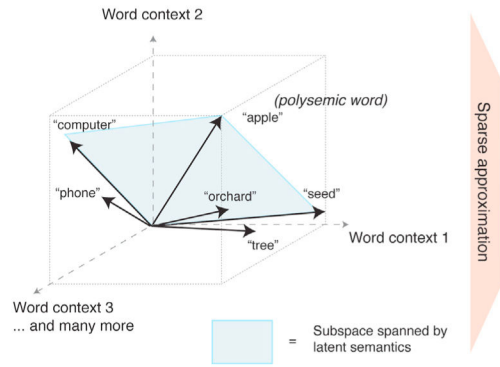 Word context 2
(polysemic word)
"computer"
"apple"
"phone"
"orchard"
"seed"
"tree"
Word context 1
Word context 3
... and many more
= Subspace spanned by
latent semantics
Sparse approximation